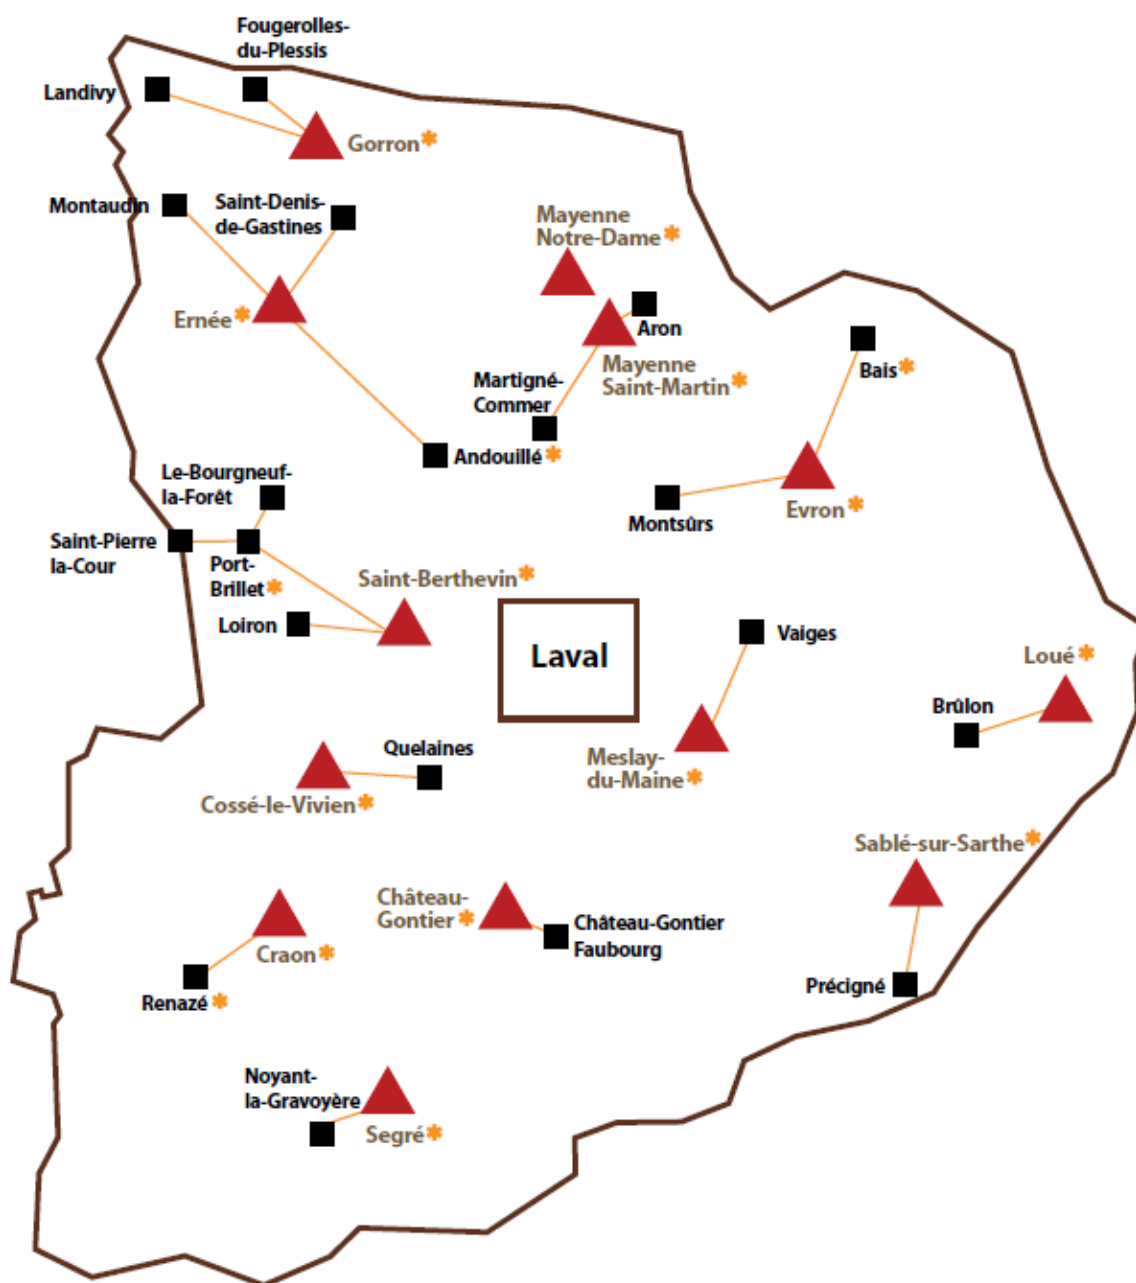 Fougerolles-
du-Plessis
Landivy
Gorron*
Montaudin
Saint-Denis-
de-Gastines
Mayenne
Notre-Dame*
Ernée*
Aron
Mayenne
Saint-Martin*
Bais*
Martigné-
Commer
Andouillé*
Le-Bourgneuf-
la-Forêt
Montsûrs
Evron*
Saint-Pierre
la-Cour
Port-
Brillet*
Saint-Berthevin*
Loiron
Laval
Vaiges
Loué*
Brûlon
Quelaines
Meslay-
du-Maine*
Cossé-le-Vivien*
Sablé-sur-Sarthe*
Château-
Gontier*
Château-Gontier
Faubourg
Craon*
Renazé*
Précigné
Noyant-
la-Gravoyère
Segré*